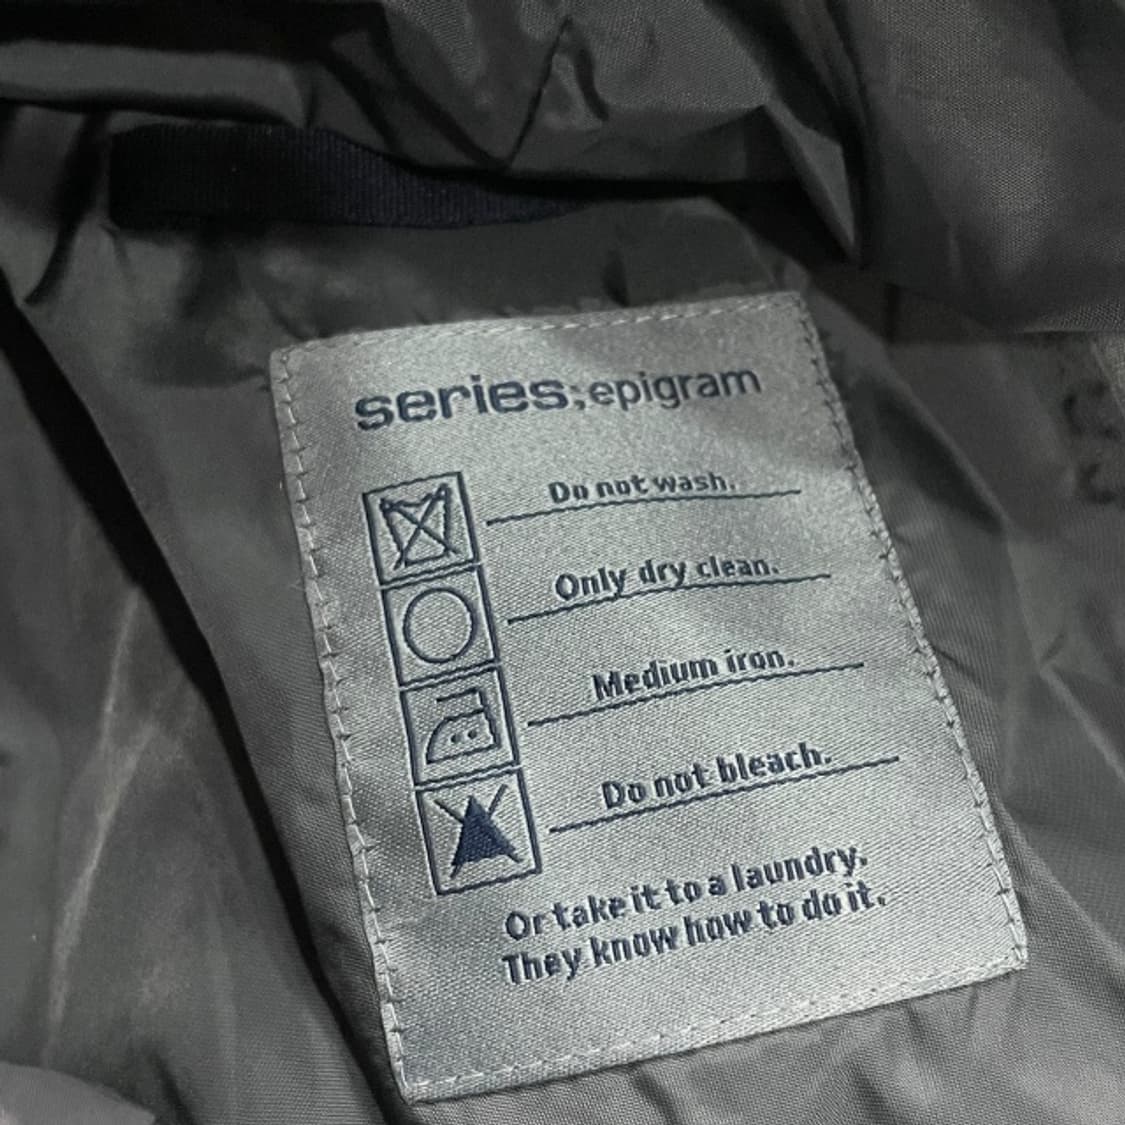 series;epigram
Do not wash.
Only dry clean.
Medium iron.
Do not bleach.
Or take it to a laundry.
They know how to do it.